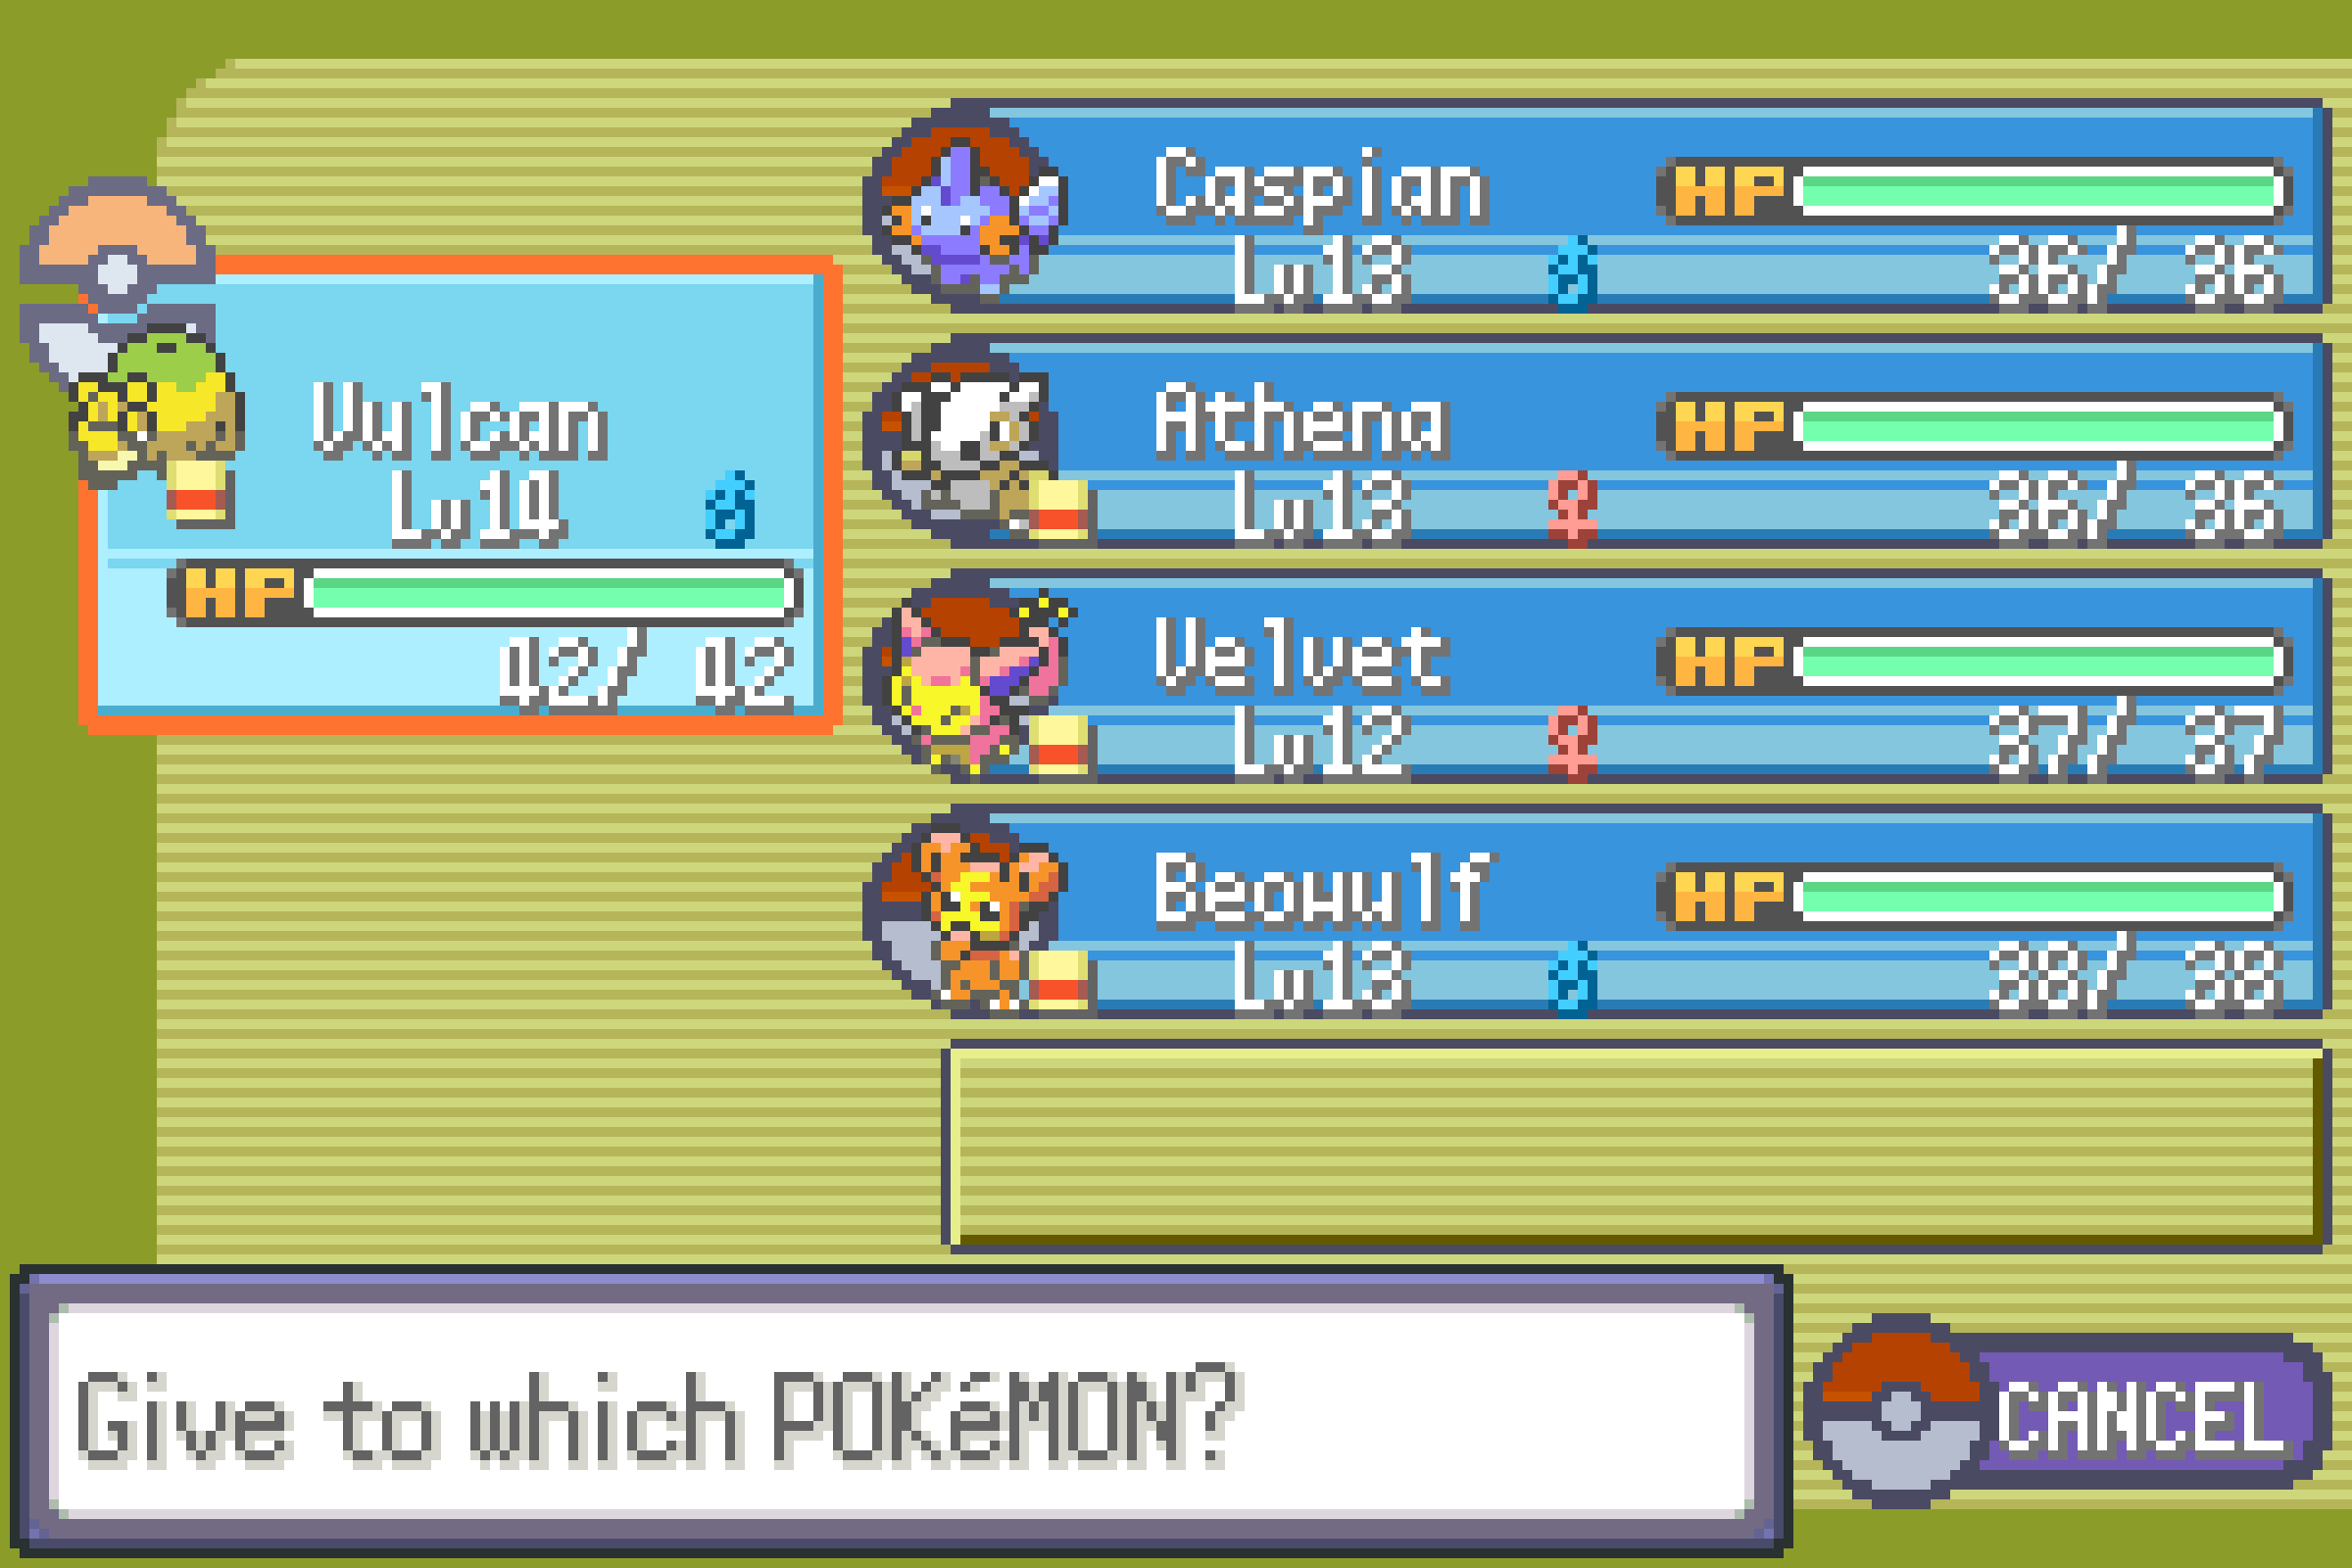 Vulcan
Lv14 ♂
HP
42/ 42
Caspian
HP
Lv13 ♂ 36/ 36
Athena
HP
Lv13 ♀ 36/ 36
Velvet
HP
Lv12 ♀ 37/ 37
Beowulf
HP
Lv13 ♂ 38/ 38
Give to which POKéMON?
CANCEL